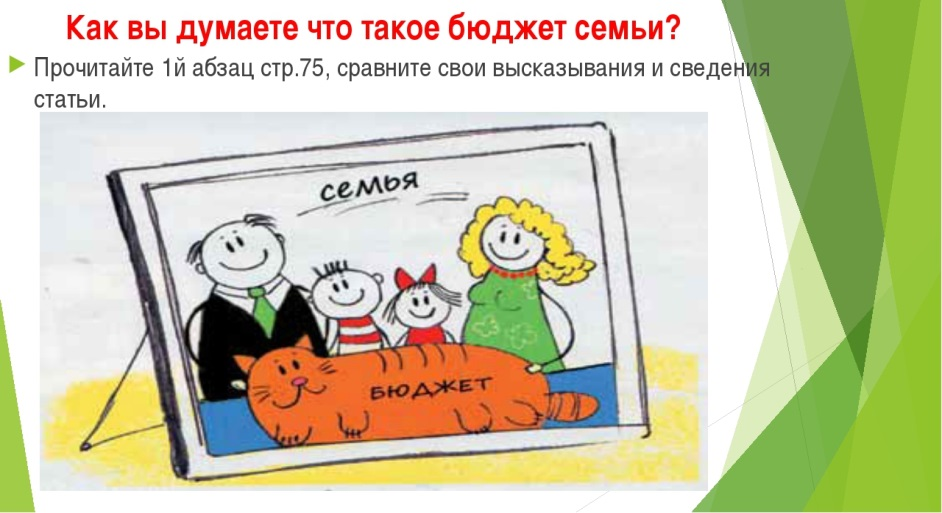 Как вы думаете что такое бюджет семьи?
Прочитайте 1й абзац стр.75, сравните свои высказывания и сведения
статьи.
семья
БЮДЖЕТ